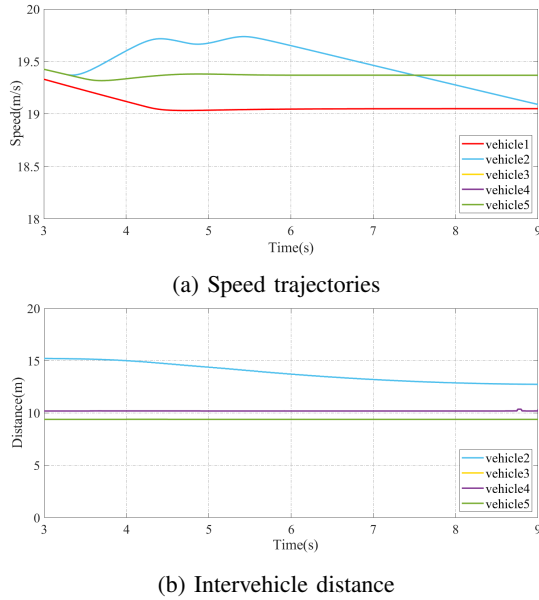 20
19.5
19
18.5
18
Speed(m/s)
3 4 5 6 7 8 9
Time(s)
vehicle1
vehicle2
vehicle3
vehicle4
vehicle5
(a) Speed trajectories
20
15
10
5
0
Distance(m)
3 4 5 6 7 8 9
Time(s)
vehicle2
vehicle3
vehicle4
vehicle5
(b) Intervehicle distance